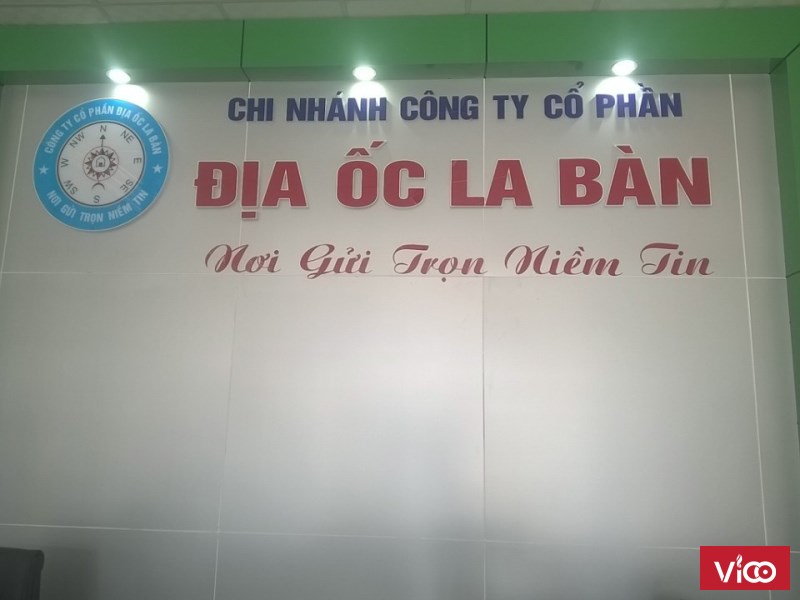 CHI NHÁNH CÔNG TY CỔ PHẦN
ĐỊA ỐC LA BÀN
Nơi Gửi Trọn Niềm Tin
CÔNG TY CỔ PHẦN ĐỊA ỐC LA BÀN
N
NE
E
SE
S
SW
W
NW
NƠI GỬI TRỌN NIỀM TIN
ViCO